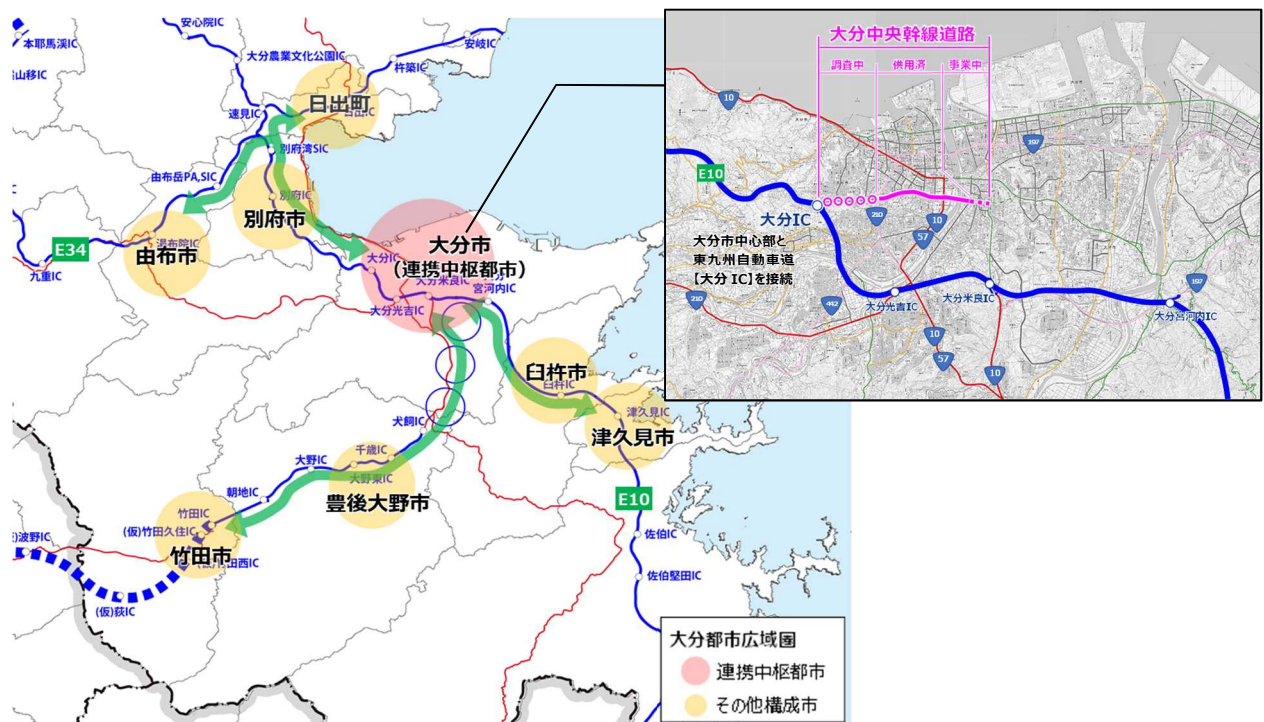 安心院IC
本耶馬渓IC
大分農業文化公園IC
安岐IC
杵築IC
日出町
速見IC
別府湾SIC
由布岳PA,SIC
別府IC
別府市
湯布院IC
由布市
E34
九重IC
大分市
(連携中枢都市)
大分IC
大分米良IC
大分光吉IC
宮河内IC
臼杵市
臼杵IC
津久見IC
津久見市
犬飼IC
千歳IC
大野IC
大野東IC
豊後大野市
朝地IC
竹田IC
(仮)竹田久住IC
竹田市
田西IC
波野IC
(仮)荻IC
E10
佐伯IC
佐伯堅田IC
大分都市広域圏
連携中枢都市
その他構成市
大分中央幹線道路
調査中
供用済
事業中
10
197
E10
大分IC
210
10
57
大分市中心部と
東九州自動車道
【大分IC】を接続
210
442
大分光吉IC
大分米良IC
197
大分宮河内IC
10
57
10